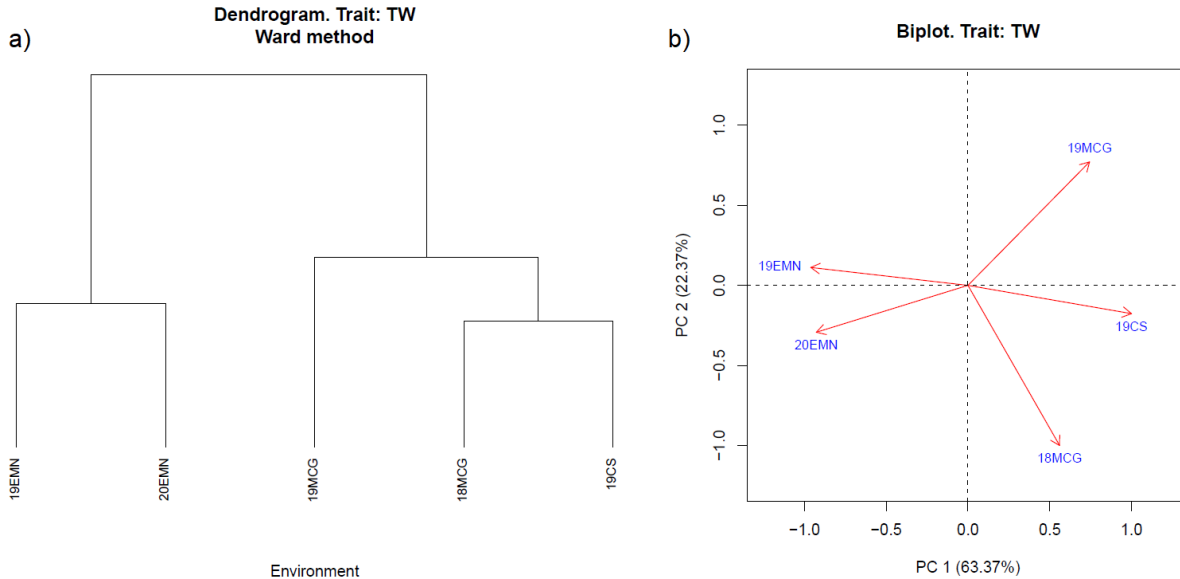 a)
Dendrogram. Trait: TW
Ward method
19EMN
20EMN
19MCG
18MCG
19CS
Environment
b)
Biplot. Trait: TW
PC 2 (22.37%)
1.0
0.5
0.0
−0.5
−1.0
19MCG
19EMN
19CS
20EMN
18MCG
−1.0 −0.5 0.0 0.5 1.0
PC 1 (63.37%)